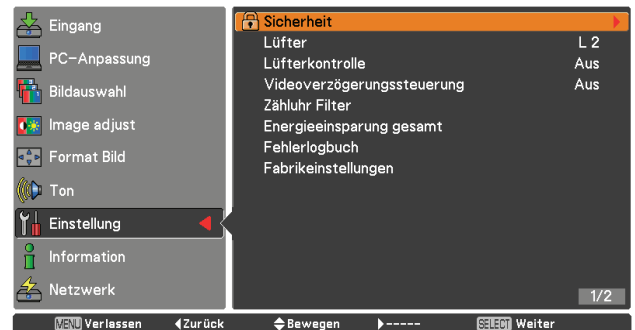 Eingang
PC-Anpassung
Bildauswahl
Image adjust
Format Bild
Ton
Einstellung
Information
Netzwerk
Sicherheit
Lüfter L 2
Lüfterkontrolle Aus
Videoverzögerungssteuerung Aus
Zähluhr Filter
Energieeinsparung gesamt
Fehlerlogbuch
Fabrikeinstellungen
1/2
MENU Verlassen Zurück Bewegen ----- SELECT Weiter